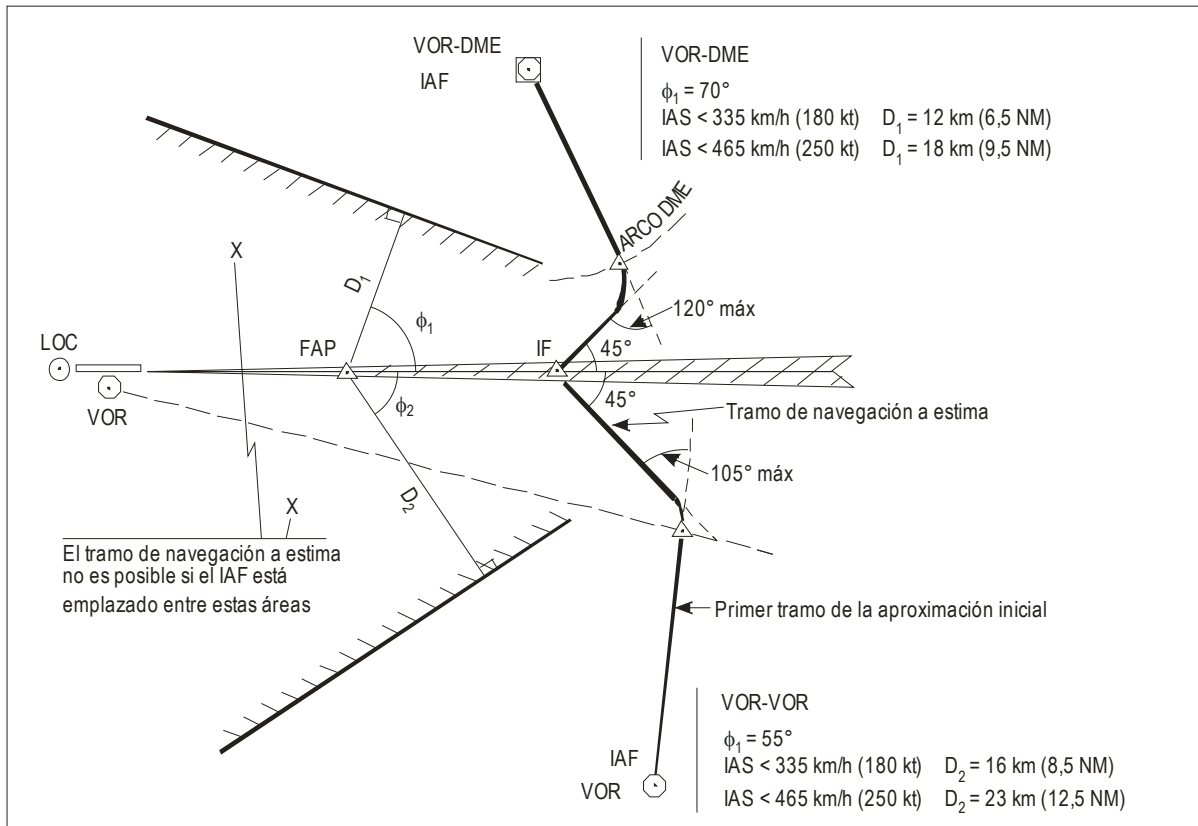 VOR-DME
IAF
VOR-DME
ϕ₁ = 70°
IAS < 335 km/h (180 kt) D₁ = 12 km (6,5 NM)
IAS < 465 km/h (250 kt) D₁ = 18 km (9,5 NM)
ARCO DME
X
D₁
120° máx
ϕ₁
LOC
FAP
IF
45°
VOR
ϕ₂
45°
Tramo de navegación a estima
105° máx
D₂
X
El tramo de navegación a estima
no es posible si el IAF está
emplazado entre estas áreas
Primer tramo de la aproximación inicial
VOR-VOR
ϕ₁ = 55°
IAS < 335 km/h (180 kt) D₂ = 16 km (8,5 NM)
IAS < 465 km/h (250 kt) D₂ = 23 km (12,5 NM)
IAF
VOR